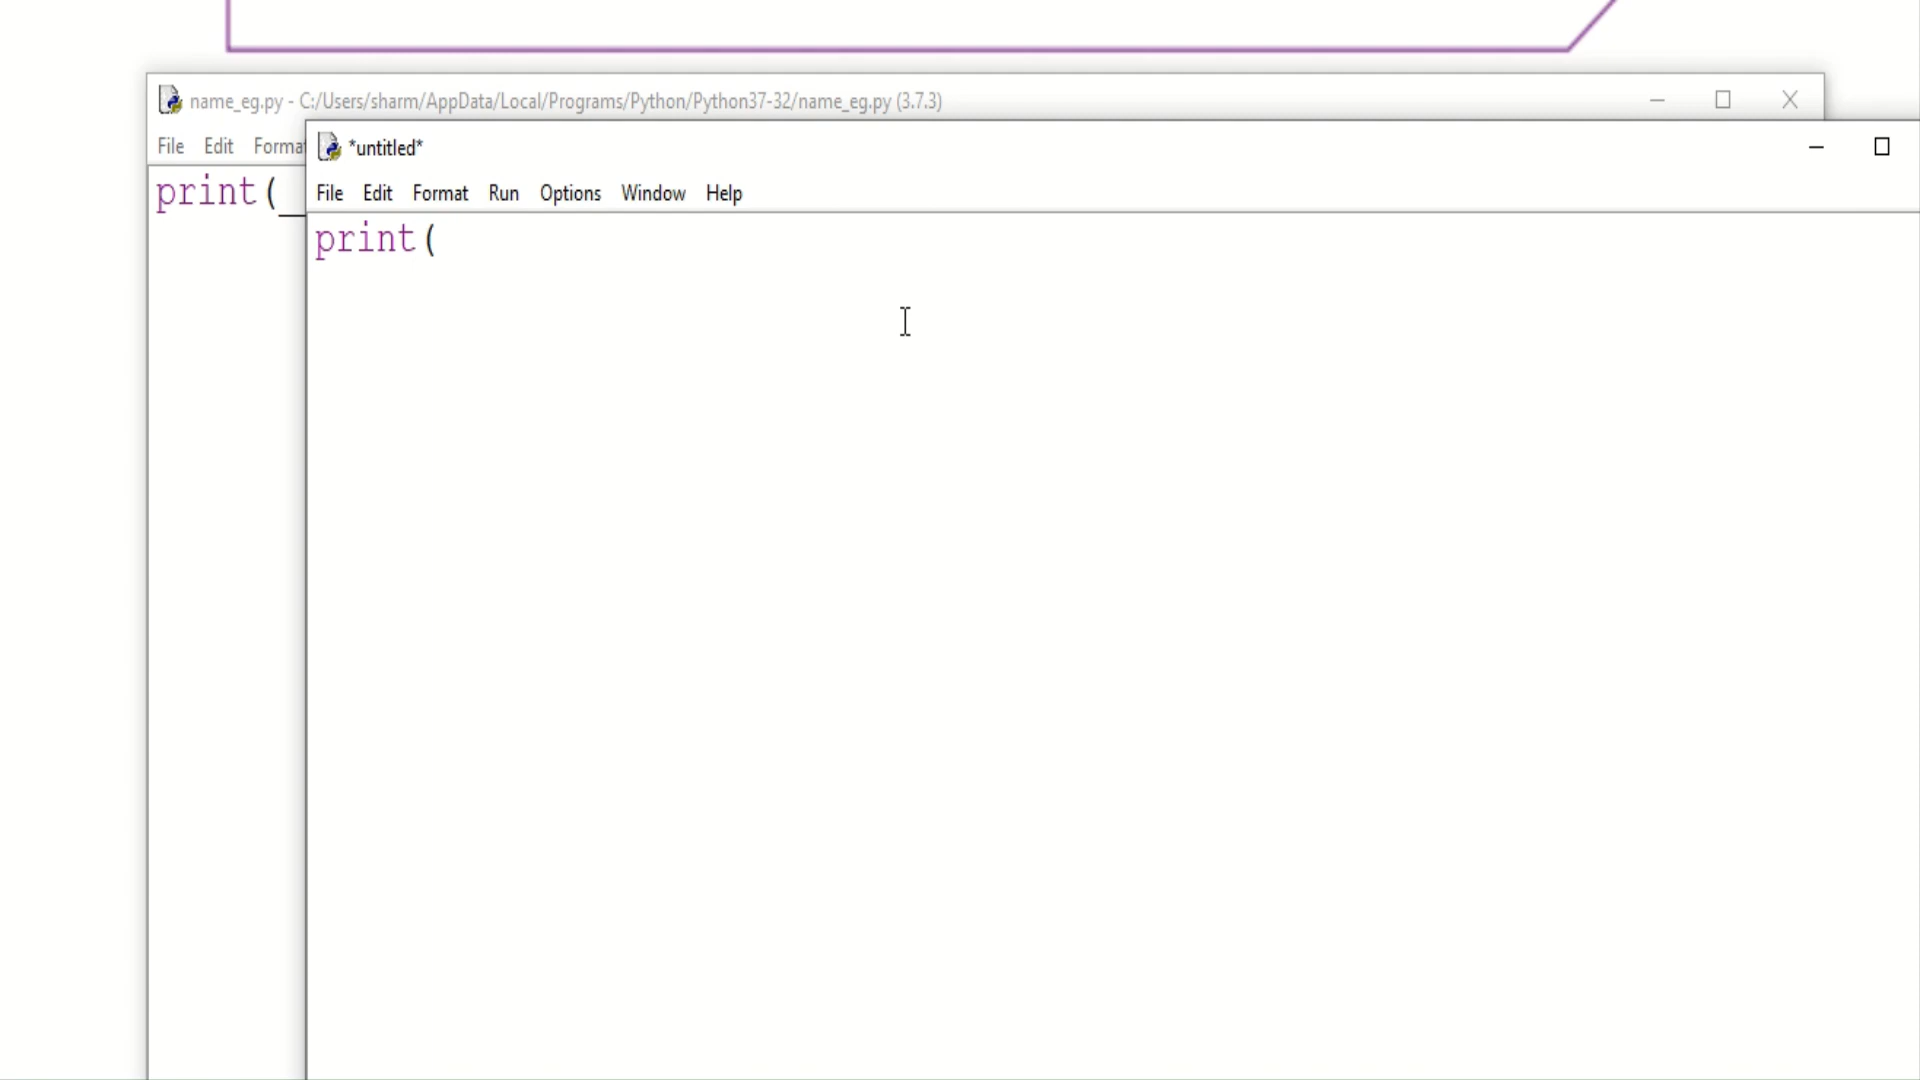 name_eg.py - C:/Users/sharm/AppData/Local/Programs/Python/Python37-32/name_eg.py (3.7.3)
File Edit
print(_
*untitled*
File Edit Format Run Options Window Help
print(